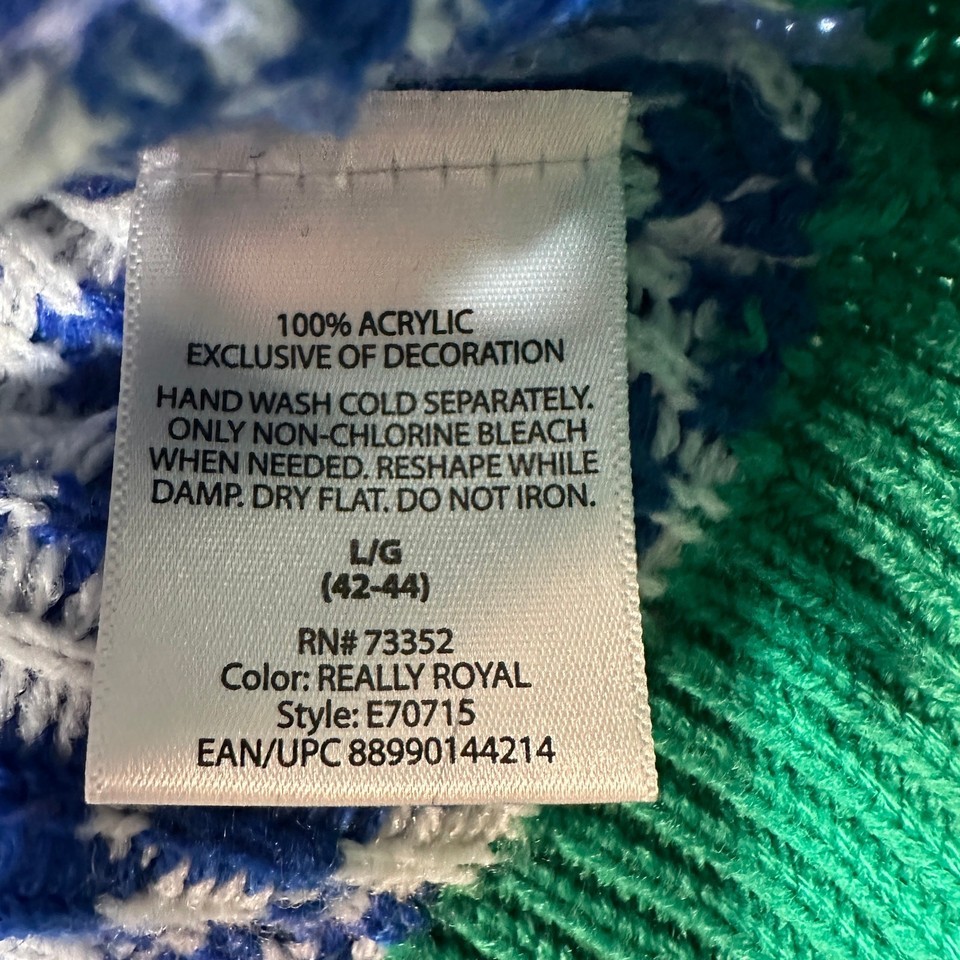 100% ACRYLIC
EXCLUSIVE OF DECORATION
HAND WASH COLD SEPARATELY.
ONLY NON-CHLORINE BLEACH
WHEN NEEDED. RESHAPE WHILE
DAMP. DRY FLAT. DO NOT IRON.
L/G
(42-44)
RN# 73352
Color: REALLY ROYAL
Style: E70715
EAN/UPC 88990144214